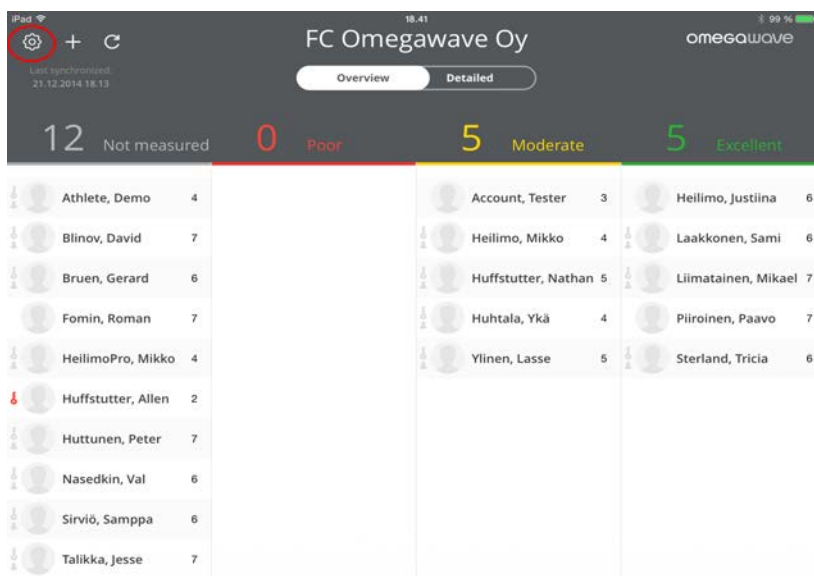 iPad 18.41 99 %
FC Omegawave Oy
omegawave
Last synchronized:
21.12.2014 18.13
Overview Detailed
12 Not measured 0 Poor 5 Moderate 5 Excellent
Athlete, Demo 4 Account, Tester 3 Heilimo, Justiina 6
Blinov, David 7 Heilimo, Mikko 4 Laakkonen, Sami 6
Bruen, Gerard 6 Huffstutter, Nathan 5 Liimatainen, Mikael 7
Fomin, Roman 7 Huhtala, Ykä 4 Piiroinen, Paavo 7
HeilimoPro, Mikko 4 Ylinen, Lasse 5 Sterland, Tricia 6
Huffstutter, Allen 2
Huttunen, Peter 7
Nasedkin, Val 6
Sirviö, Samppa 6
Talikka, Jesse 7